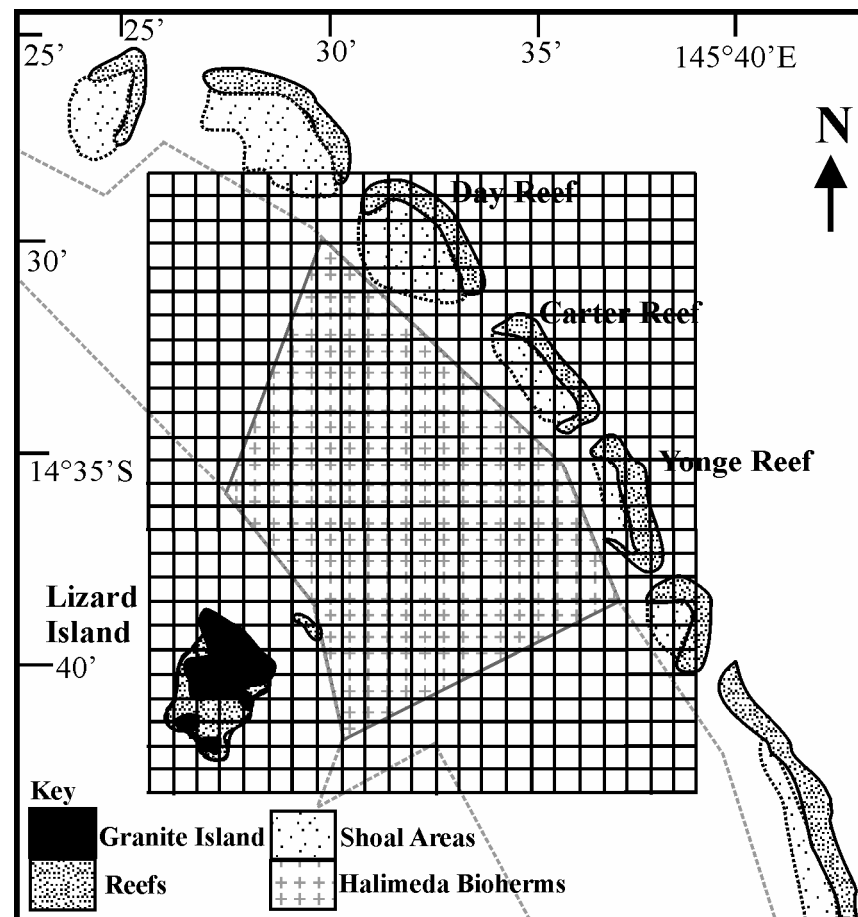 25'
30'
35'
145°40'E
25'
N
Day Reef
30'
Carter Reef
14°35'S
Yonge Reef
Lizard
Island
40'
Key
Granite Island
Shoal Areas
Reefs
Halimeda Bioherms